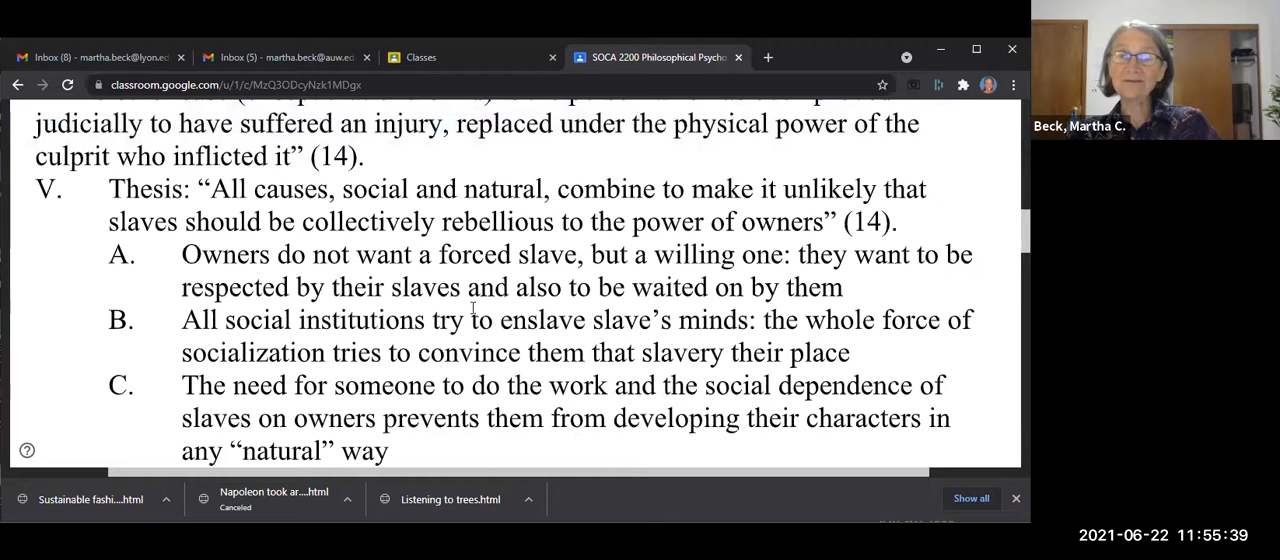 Inbox (8) - martha.beck@lyon.ed
Inbox (5) - martha.beck@auw.ed
Classes
SOCA 2200 Philosophical Psycho
classroom.google.com/u/1/c/MzQ3ODcyNzk1MDgx
judicially to have suffered an injury, replaced under the physical power of the
culprit who inflicted it” (14).
V. Thesis: “All causes, social and natural, combine to make it unlikely that
slaves should be collectively rebellious to the power of owners” (14).
A. Owners do not want a forced slave, but a willing one: they want to be
respected by their slaves and also to be waited on by them
B. All social institutions try to enslave slave’s minds: the whole force of
socialization tries to convince them that slavery their place
C. The need for someone to do the work and the social dependence of
slaves on owners prevents them from developing their characters in
any “natural” way
Beck, Martha C.
Sustainable fashi....html
Napoleon took ar....html
Canceled
Listening to trees.html
Show all
2021-06-22 11:55:39